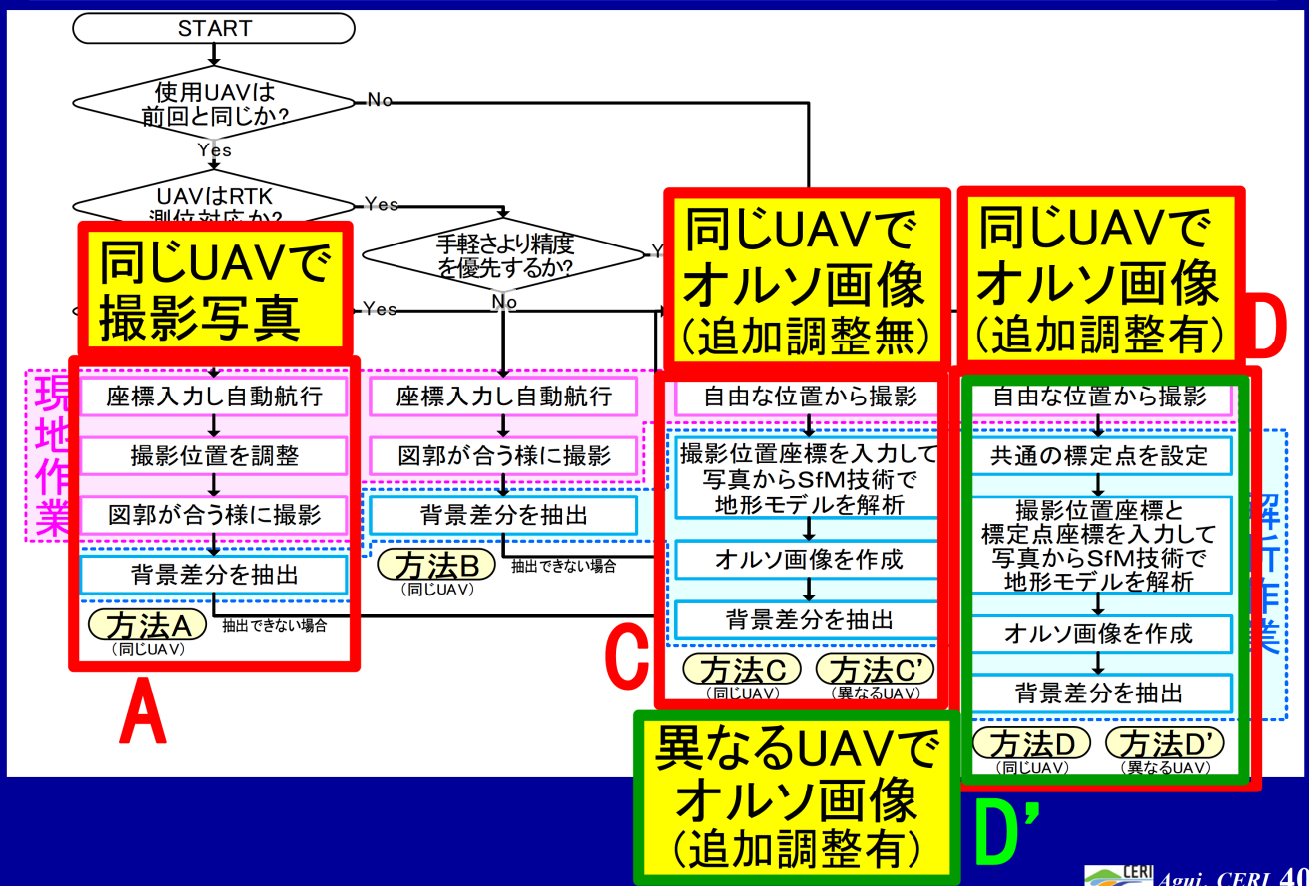 START
使用UAVは
前回と同じか?
No
Yes
UAVはRTK
測位対応か?
Yes
手軽さより精度
を優先するか?
Y
No
Yes
同じUAVで
撮影写真
同じUAVで
オルソ画像
(追加調整無)
同じUAVで
オルソ画像
(追加調整有)
D
現地作業
座標入力し自動航行
撮影位置を調整
図郭が合う様に撮影
背景差分を抽出
方法A
(同じUAV)
抽出できない場合
A
座標入力し自動航行
図郭が合う様に撮影
背景差分を抽出
方法B
(同じUAV)
抽出できない場合
自由な位置から撮影
撮影位置座標を入力して
写真からSfM技術で
地形モデルを解析
オルソ画像を作成
背景差分を抽出
C
方法C
(同じUAV)
方法C'
(異なるUAV)
自由な位置から撮影
共通の標定点を設定
撮影位置座標と
標定点座標を入力して
写真からSfM技術で
地形モデルを解析
オルソ画像を作成
背景差分を抽出
解析作業
方法D
(同じUAV)
方法D'
(異なるUAV)
異なるUAVで
オルソ画像
(追加調整有)
D'
CERI
Agui, CERI 40